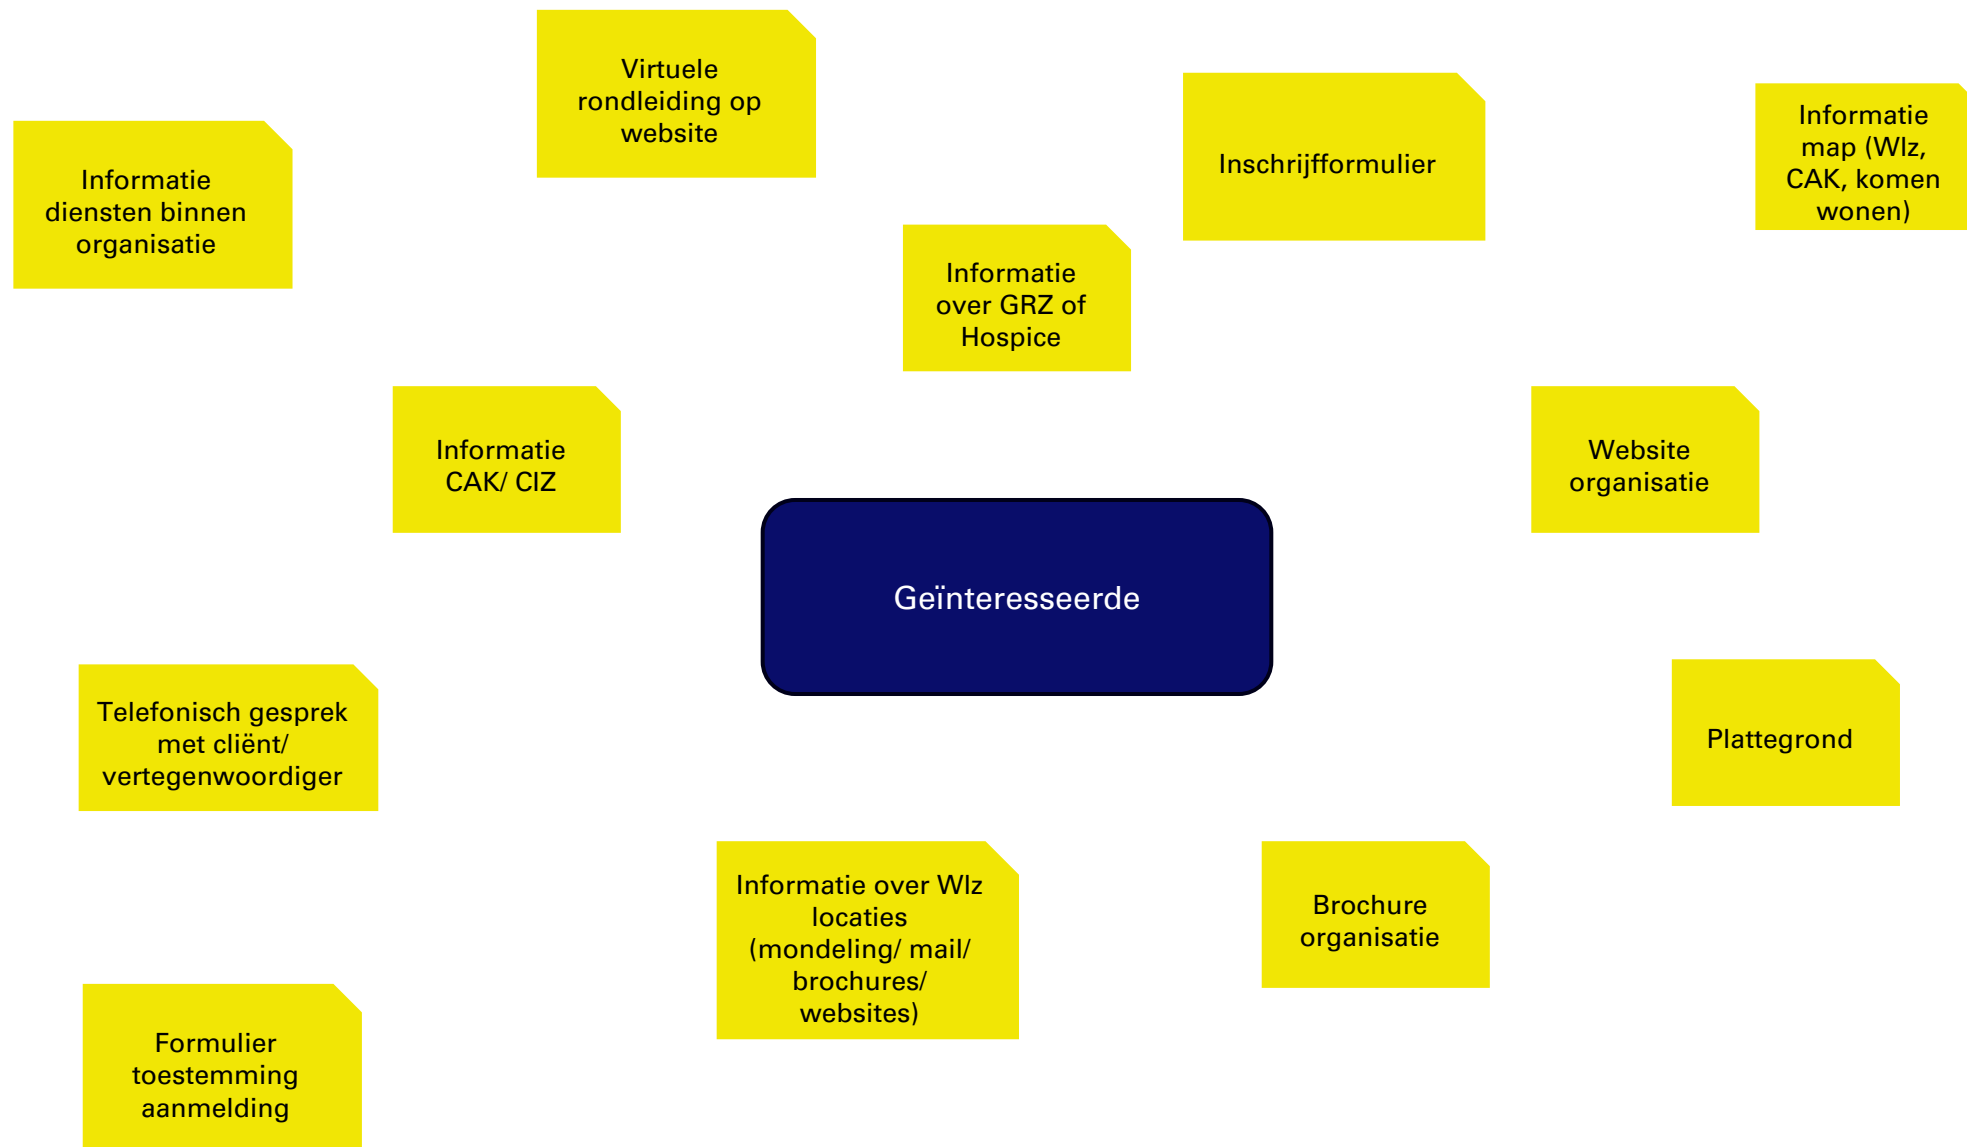 Virtuele
rondleiding op
website
Informatie
map (Wlz,
CAK, komen
wonen)
Inschrijfformulier
Informatie
diensten binnen
organisatie
Informatie
over GRZ of
Hospice
Informatie
CAK/ CIZ
Website
organisatie
Geïnteresseerde
Telefonisch gesprek
met cliënt/
vertegenwoordiger
Plattegrond
Informatie over Wlz
locaties
(mondeling/ mail/
brochures/
websites)
Brochure
organisatie
Formulier
toestemming
aanmelding